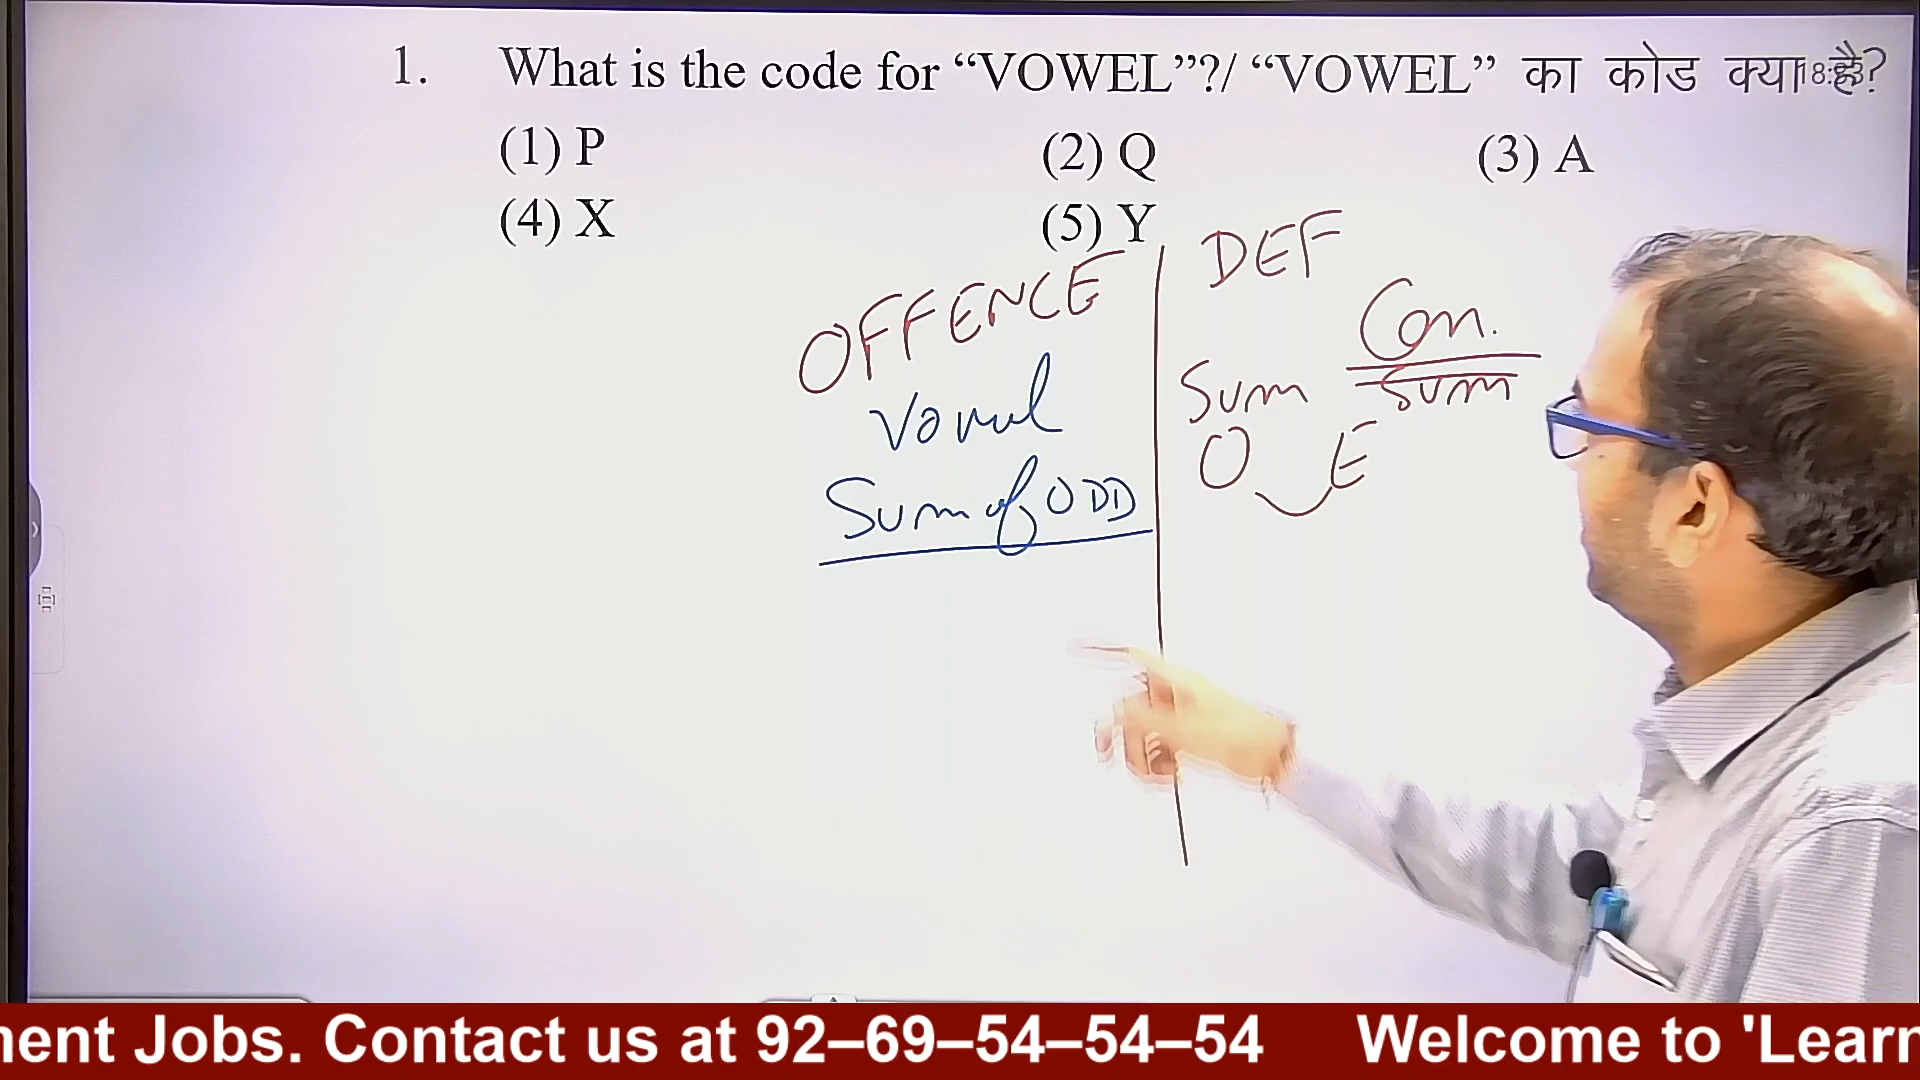 1. What is the code for “VOWEL”?/ “VOWEL” का कोड क्या है?
(1) P (2) Q (3) A
(4) X (5) Y
OFFENCE
Vowel
Sum of ODD
DEF
Con.
Sum Sum
O E
nent Jobs. Contact us at 92–69–54–54–54 Welcome to 'Learn